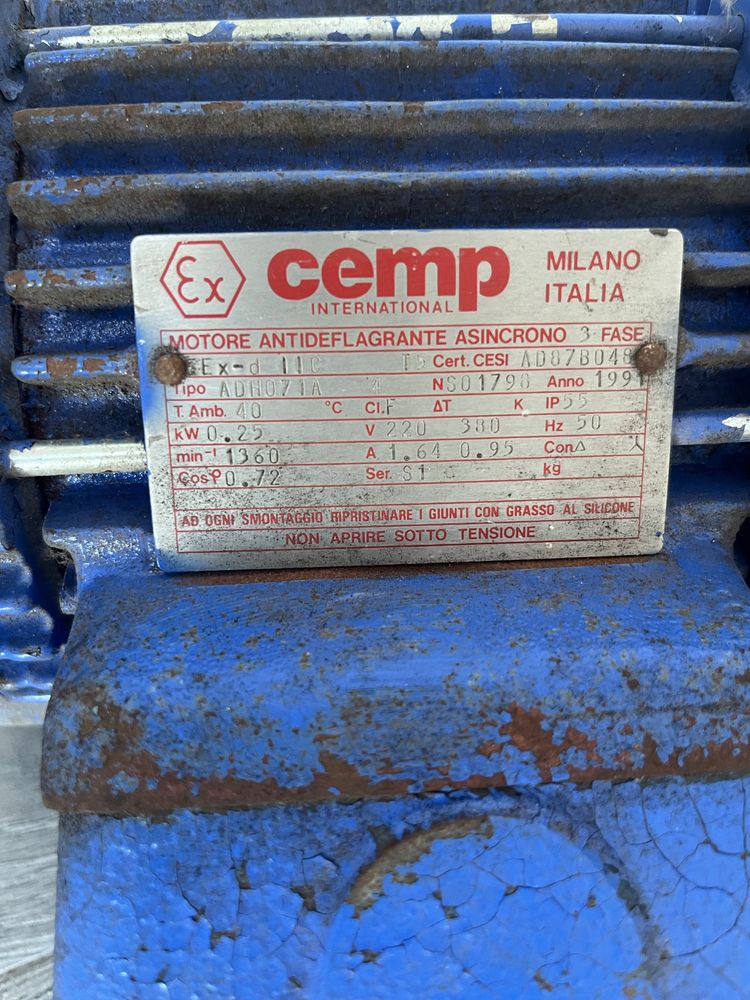 Ex cemp MILANO
INTERNATIONAL ITALIA
MOTORE ANTIDEFLAGRANTE ASINCRONO 3 FASE
Ex-d IIC T5 Cert. CESI AD87B048
Tipo ADH071A 4 N S01798 Anno 1991
T. Amb. 40 °C Cl. F ΔT K IP 55
kW 0.25 V 220 380 Hz 50
min⁻¹ 1360 A 1.64 0.95 Con Δ Y
Cosφ 0.72 Ser. S1 kg
AD OGNI SMONTAGGIO RIPRISTINARE I GIUNTI CON GRASSO AL SILICONE
NON APRIRE SOTTO TENSIONE